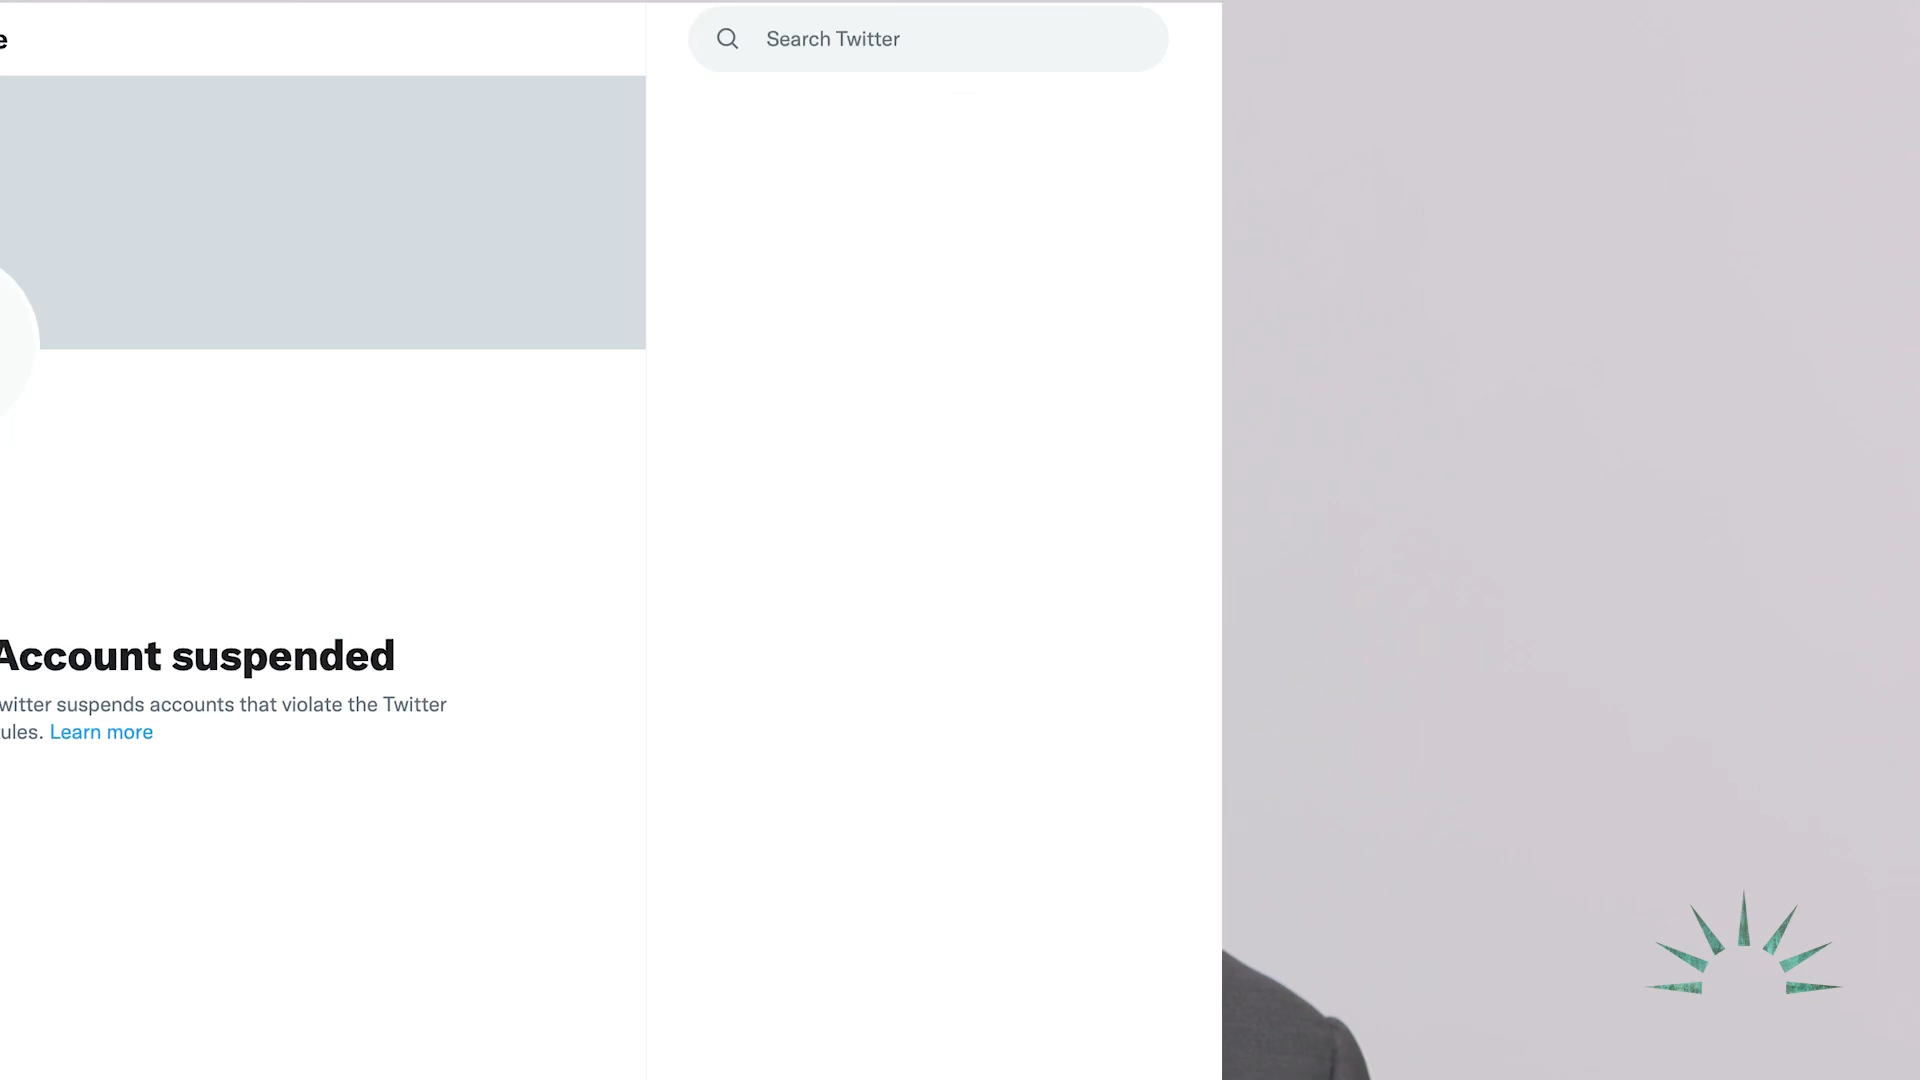 e
Search Twitter
Account suspended
witter suspends accounts that violate the Twitter
ules. Learn more